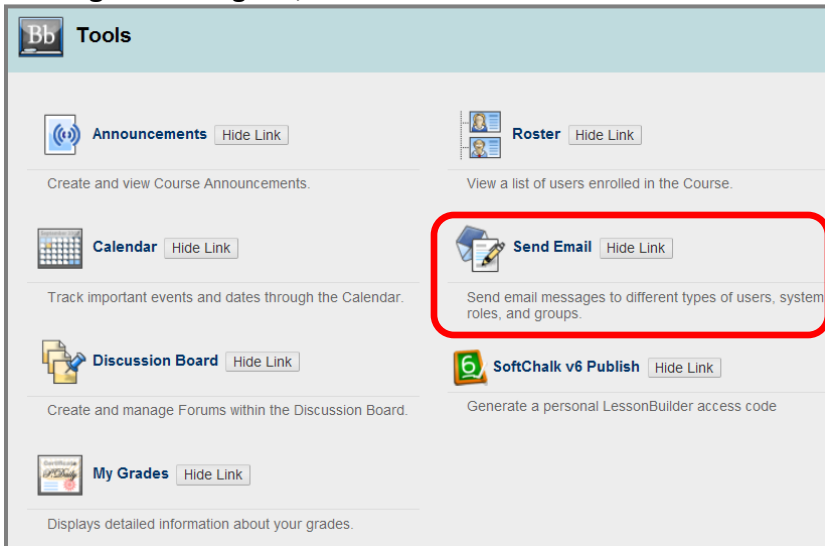 Bb Tools
Announcements Hide Link
Create and view Course Announcements.
Calendar Hide Link
Track important events and dates through the Calendar.
Discussion Board Hide Link
Create and manage Forums within the Discussion Board.
My Grades Hide Link
Displays detailed information about your grades.
Roster Hide Link
View a list of users enrolled in the Course.
Send Email Hide Link
Send email messages to different types of users, system
roles, and groups.
6 SoftChalk v6 Publish Hide Link
Generate a personal LessonBuilder access code